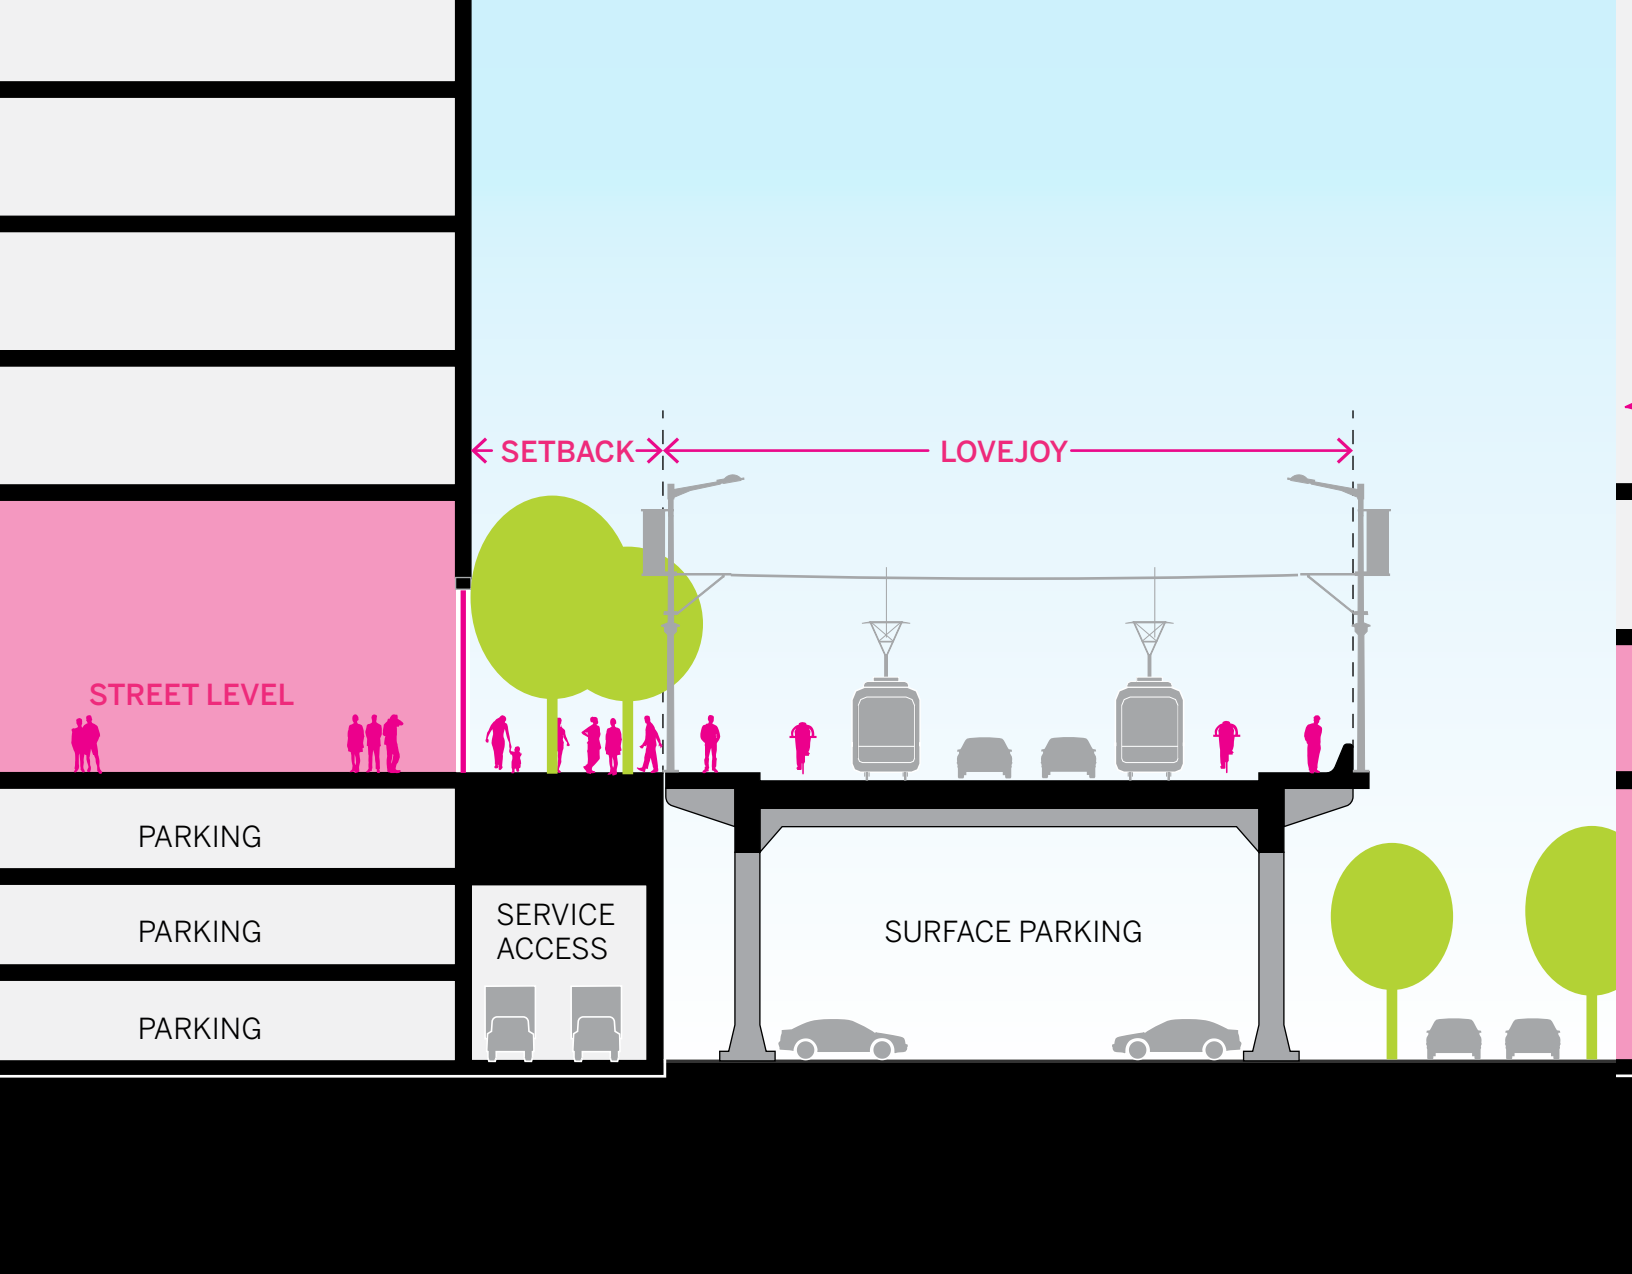 SETBACK
LOVEJOY
STREET LEVEL
PARKING
PARKING
SERVICE
ACCESS
SURFACE PARKING
PARKING